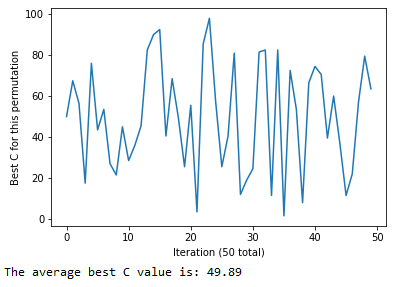 100
80
60
40
20
0
Best C for this permutation
0 10 20 30 40 50
Iteration (50 total)
The average best C value is: 49.89